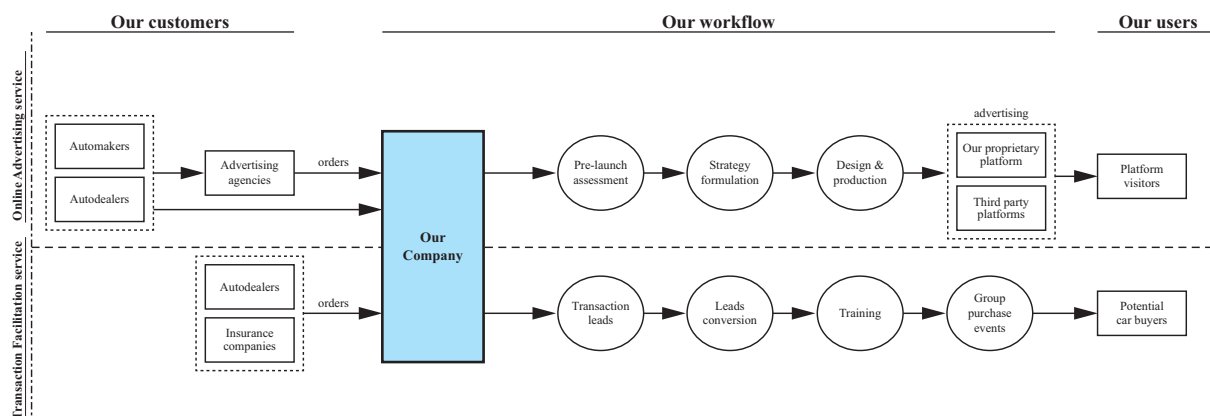 Our customers
Our workflow
Our users
Online Advertising service
Automakers
Autodealers
Advertising
agencies
orders
Our
Company
Pre-launch
assessment
Strategy
formulation
Design &
production
advertising
Our proprietary
platform
Third party
platforms
Platform
visitors
Transaction Facilitation service
Autodealers
Insurance
companies
orders
Transaction
leads
Leads
conversion
Training
Group
purchase
events
Potential
car buyers